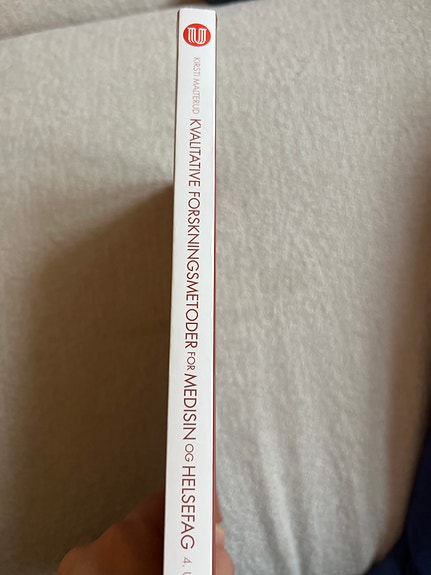 KIRSTI MALTERUD KVALITATIVE FORSKNINGSMETODER FOR MEDISIN OG HELSEFAG 4.